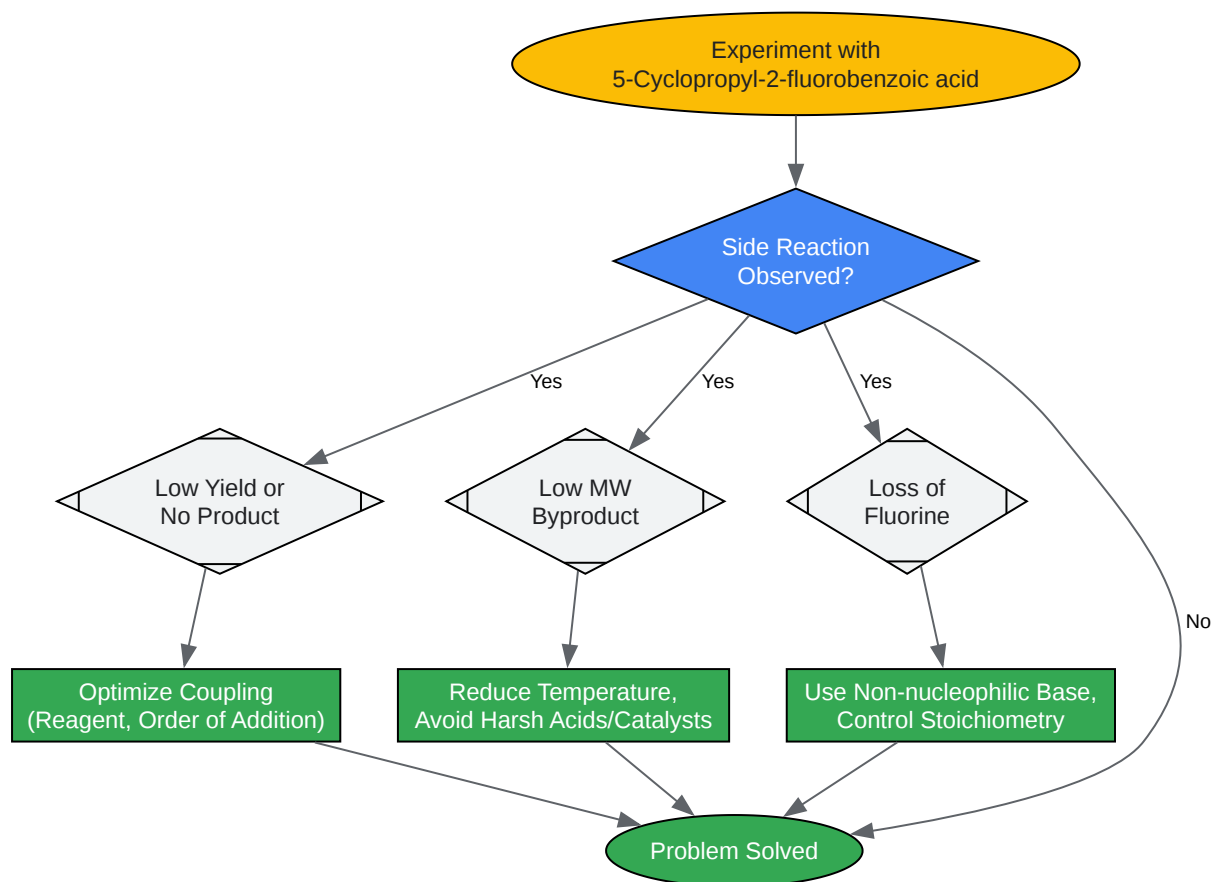 Experiment with
5-Cyclopropyl-2-fluorobenzoic acid
Side Reaction
Observed?
Yes
Yes
Yes
Low Yield or
No Product
Low MW
Byproduct
Loss of
Fluorine
No
Optimize Coupling
(Reagent, Order of Addition)
Reduce Temperature,
Avoid Harsh Acids/Catalysts
Use Non-nucleophilic Base,
Control Stoichiometry
Problem Solved